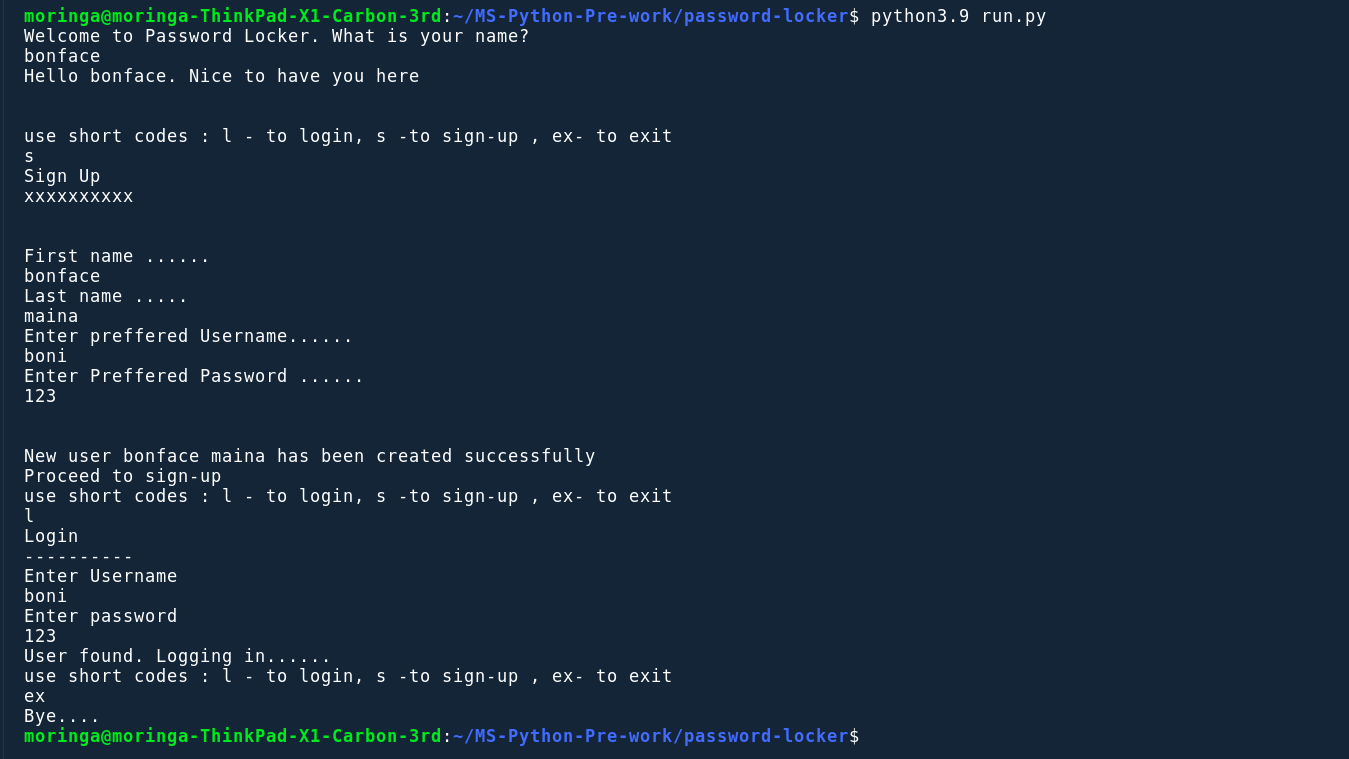 moringa@moringa-ThinkPad-X1-Carbon-3rd:~/MS-Python-Pre-work/password-locker$ python3.9 run.py
Welcome to Password Locker. What is your name?
bonface
Hello bonface. Nice to have you here
use short codes : l - to login, s -to sign-up , ex- to exit
s
Sign Up
xxxxxxxxxx
First name ......
bonface
Last name .....
maina
Enter preffered Username......
boni
Enter Preffered Password ......
123
New user bonface maina has been created successfully
Proceed to sign-up
use short codes : l - to login, s -to sign-up , ex- to exit
l
Login
----------
Enter Username
boni
Enter password
123
User found. Logging in......
use short codes : l - to login, s -to sign-up , ex- to exit
ex
Bye....
moringa@moringa-ThinkPad-X1-Carbon-3rd:~/MS-Python-Pre-work/password-locker$